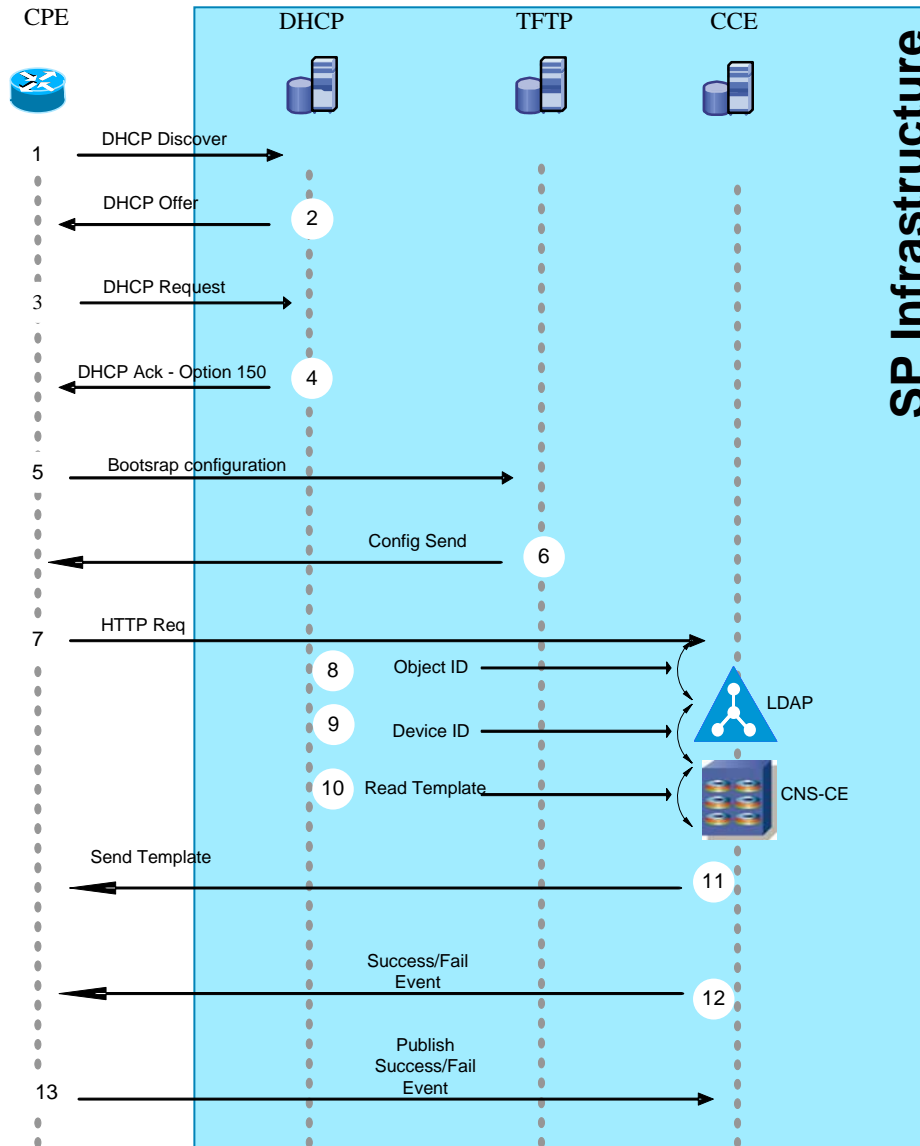 CPE
DHCP
TFTP
CCE
SP Infrastructure
1
DHCP Discover
DHCP Offer
2
3
DHCP Request
DHCP Ack - Option 150
4
5
Bootsrap configuration
Config Send
6
7
HTTP Req
8
Object ID
LDAP
9
Device ID
10
Read Template
CNS-CE
Send Template
11
Success/Fail
Event
12
Publish
Success/Fail
Event
13